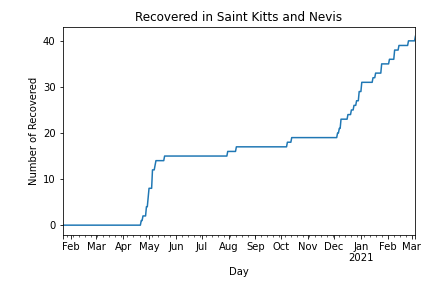 Recovered in Saint Kitts and Nevis
Number of Recovered
40
30
20
10
0
Feb Mar Apr May Jun Jul Aug Sep Oct Nov Dec Jan Feb Mar
2021
Day